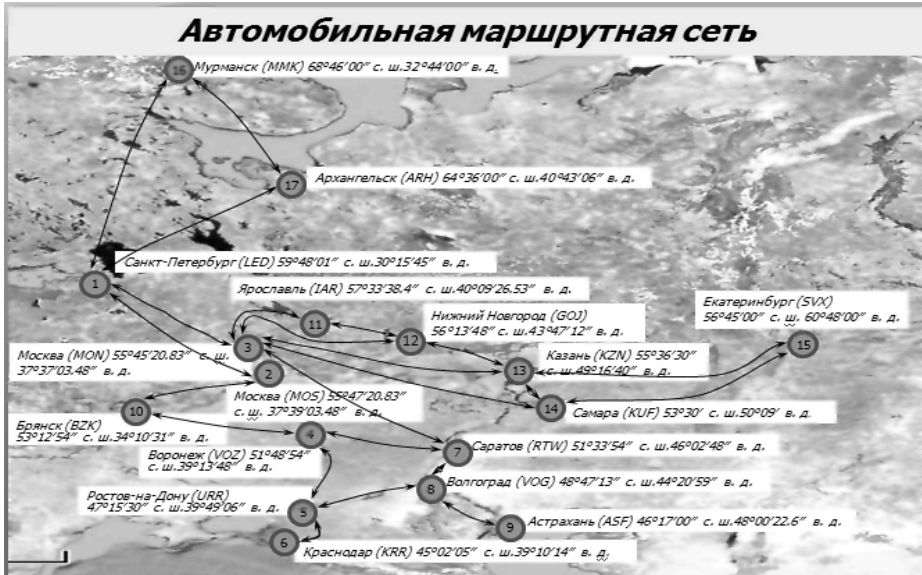 Автомобильная маршрутная сеть
16
Мурманск (MMK) 68°46′00″ с. ш.32°44′00″ в. д.
17
Архангельск (ARH) 64°36′00″ с. ш.40°43′06″ в. д.
Санкт-Петербург (LED) 59°48′01″ с. ш.30°15′45″ в. д.
1
Ярославль (IAR) 57°33′38.4″ с. ш.40°09′26.53″ в. д.
11
Нижний Новгород (GOJ)
56°13′48″ с. ш.43°47′12″ в. д.
12
Екатеринбург (SVX)
56°45′00″ с. ш. 60°48′00″ в. д.
15
3
Москва (MON) 55°45′20.83″ с. ш.
37°37′03.48″ в. д.
2
13
Казань (KZN) 55°36′30″
с. ш.49°16′40″ в. д.
Москва (MOS) 55°47′20.83″
с. ш. 37°39′03.48″ в. д.
14
Самара (KUF) 53°30′ с. ш.50°09′ в. д.
10
Брянск (BZK)
53°12′54″ с. ш.34°10′31″ в. д.
4
Воронеж (VOZ) 51°48′54″
с. ш.39°13′48″ в. д.
7
Саратов (RTW) 51°33′54″ с. ш.46°02′48″ в. д.
8
Волгоград (VOG) 48°47′13″ с. ш.44°20′59″ в. д.
Ростов-на-Дону (URR)
47°15′30″ с. ш.39°49′06″ в. д.
5
9
Астрахань (ASF) 46°17′00″ с. ш.48°00′22.6″ в. д.
6
Краснодар (KRR) 45°02′05″ с. ш.39°10′14″ в. д.